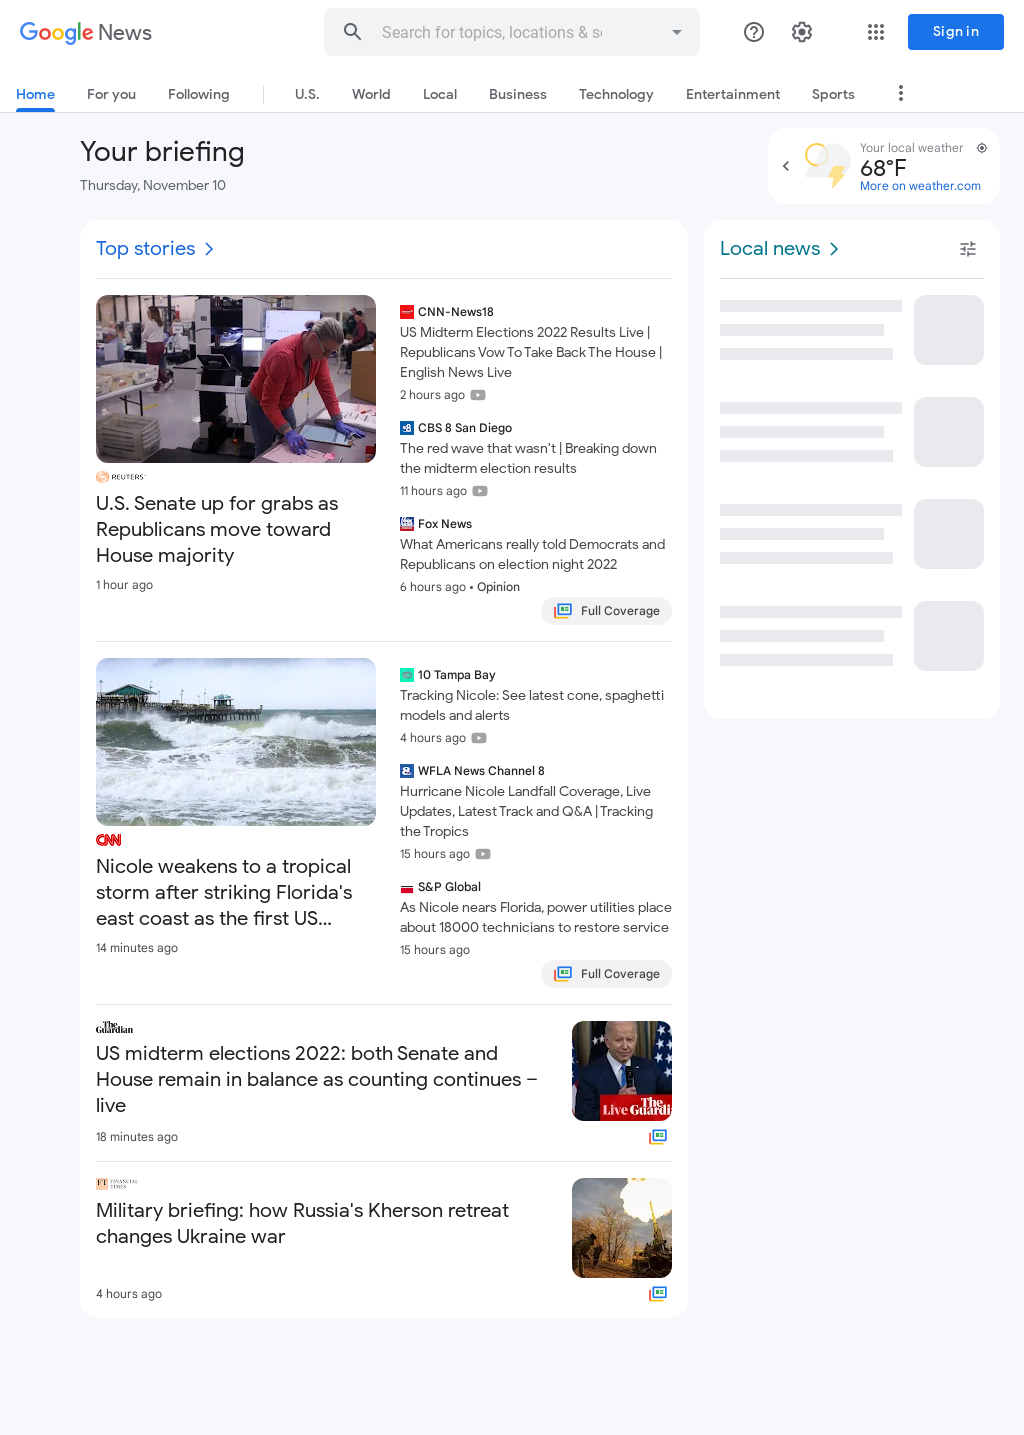 Google News
Search for topics, locations & so
Sign in
Home
For you
Following
U.S.
World
Local
Business
Technology
Entertainment
Sports
Your briefing
Thursday, November 10
Your local weather
68°F
More on weather.com
Top stories
REUTERS
U.S. Senate up for grabs as
Republicans move toward
House majority
1 hour ago
CNN-News18
US Midterm Elections 2022 Results Live |
Republicans Vow To Take Back The House |
English News Live
2 hours ago
CBS 8 San Diego
The red wave that wasn't | Breaking down
the midterm election results
11 hours ago
Fox News
What Americans really told Democrats and
Republicans on election night 2022
6 hours ago • Opinion
Full Coverage
CNN
Nicole weakens to a tropical
storm after striking Florida's
east coast as the first US...
14 minutes ago
10 Tampa Bay
Tracking Nicole: See latest cone, spaghetti
models and alerts
4 hours ago
WFLA News Channel 8
Hurricane Nicole Landfall Coverage, Live
Updates, Latest Track and Q&A | Tracking
the Tropics
15 hours ago
S&P Global
As Nicole nears Florida, power utilities place
about 18000 technicians to restore service
15 hours ago
Full Coverage
The
Guardian
US midterm elections 2022: both Senate and
House remain in balance as counting continues –
live
18 minutes ago
The
Live Guardia
FT FINANCIAL
TIMES
Military briefing: how Russia's Kherson retreat
changes Ukraine war
4 hours ago
Local news